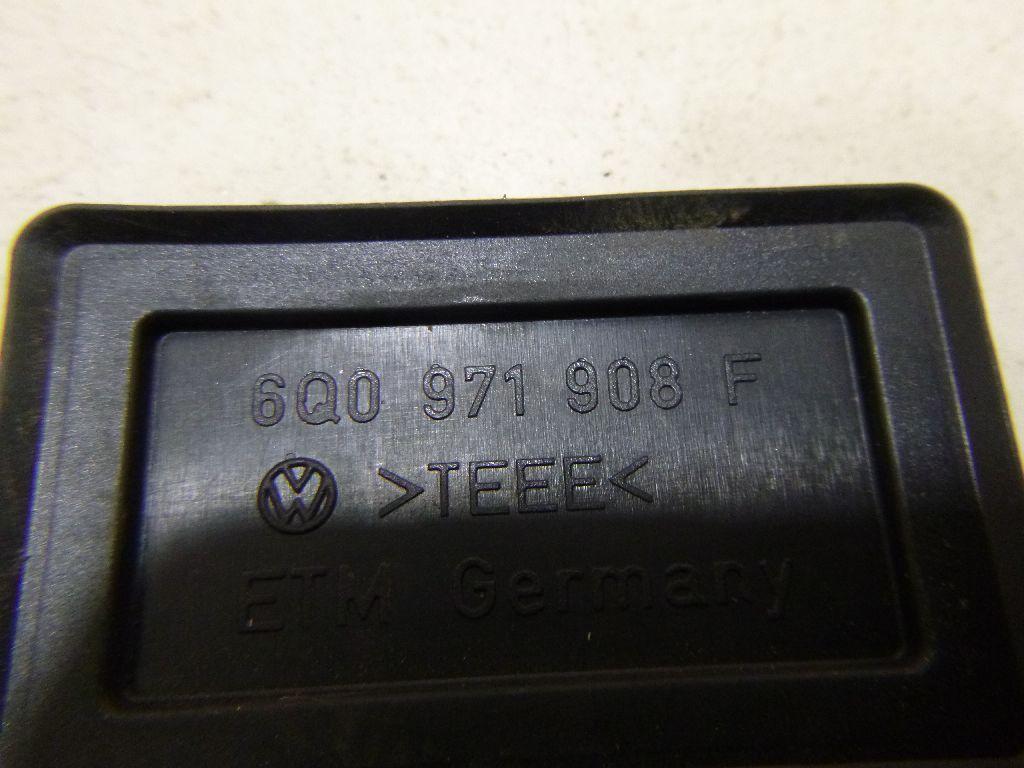 6Q0 971 908 F
>TEEE<
ETM Germany